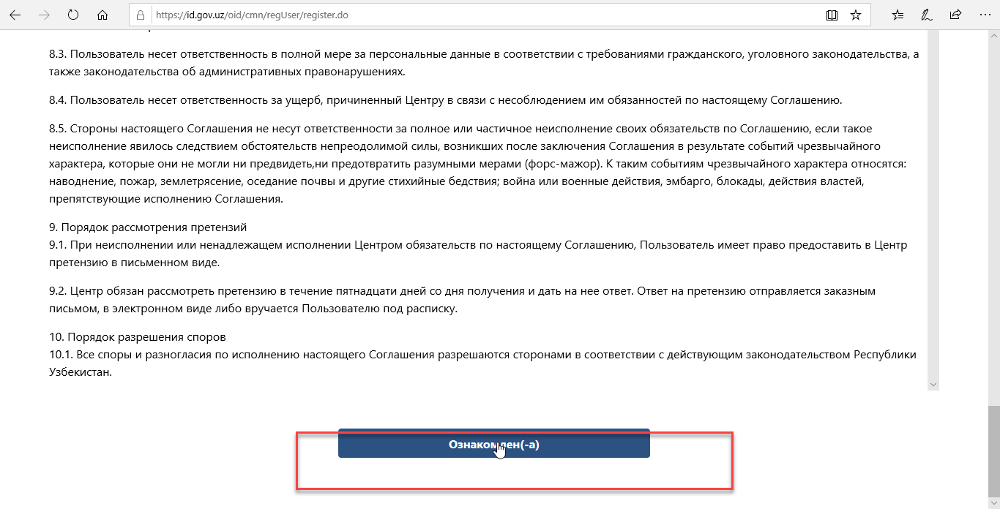 https://id.gov.uz/oid/cmn/regUser/register.do
8.3. Пользователь несет ответственность в полной мере за персональные данные в соответствии с требованиями гражданского, уголовного законодательства, а
также законодательства об административных правонарушениях.
8.4. Пользователь несет ответственность за ущерб, причиненный Центру в связи с несоблюдением им обязанностей по настоящему Соглашению.
8.5. Стороны настоящего Соглашения не несут ответственности за полное или частичное неисполнение своих обязательств по Соглашению, если такое
неисполнение явилось следствием обстоятельств непреодолимой силы, возникших после заключения Соглашения в результате событий чрезвычайного
характера, которые они не могли ни предвидеть,ни предотвратить разумными мерами (форс-мажор). К таким событиям чрезвычайного характера относятся:
наводнение, пожар, землетрясение, оседание почвы и другие стихийные бедствия; война или военные действия, эмбарго, блокады, действия властей,
препятствующие исполнению Соглашения.
9. Порядок рассмотрения претензий
9.1. При неисполнении или ненадлежащем исполнении Центром обязательств по настоящему Соглашению, Пользователь имеет право предоставить в Центр
претензию в письменном виде.
9.2. Центр обязан рассмотреть претензию в течение пятнадцати дней со дня получения и дать на нее ответ. Ответ на претензию отправляется заказным
письмом, в электронном виде либо вручается Пользователю под расписку.
10. Порядок разрешения споров
10.1. Все споры и разногласия по исполнению настоящего Соглашения разрешаются сторонами в соответствии с действующим законодательством Республики
Узбекистан.
Ознакомлен(-а)